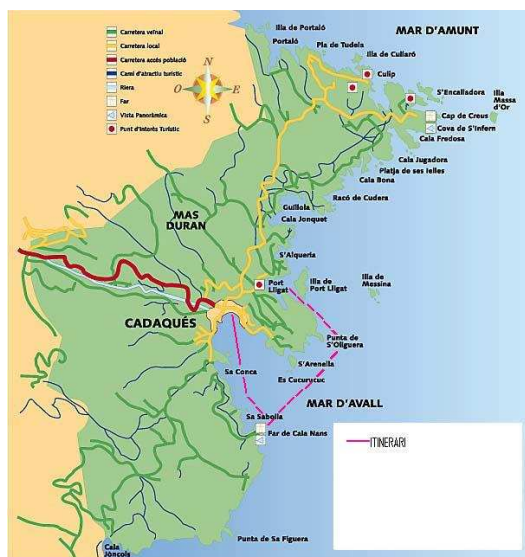 Carretera veïnal
Carretera local
Carretera accés població
Camí d'atractiu turístic
Riera
Far
Vista Panoràmica
Punt d'Interès Turístic
N
O
E
S
Illa de Portaló
Portaló
Pla de Tudela
MAR D'AMUNT
Illa de Cullaró
Culip
S'Encalladora
Illa
Massa
d'Or
Cap de Creus
Cova de S'Infern
Cala Fredosa
Cala Jugadora
Platja de ses Ielles
Cala Bona
Racó de Cudera
Guillola
Cala Jonquet
MAS
DURAN
S'Alqueria
Port
Lligat
Illa de
Port Lligat
Illa de
Messina
CADAQUÉS
Punta de
S'Oliguera
S'Arenella
Sa Conca
Es Cucurucuc
MAR D'AVALL
Sa Sabolla
Far de Cala Nans
ITINERARI
Punta de Sa Figuera
Cala
Jóncols